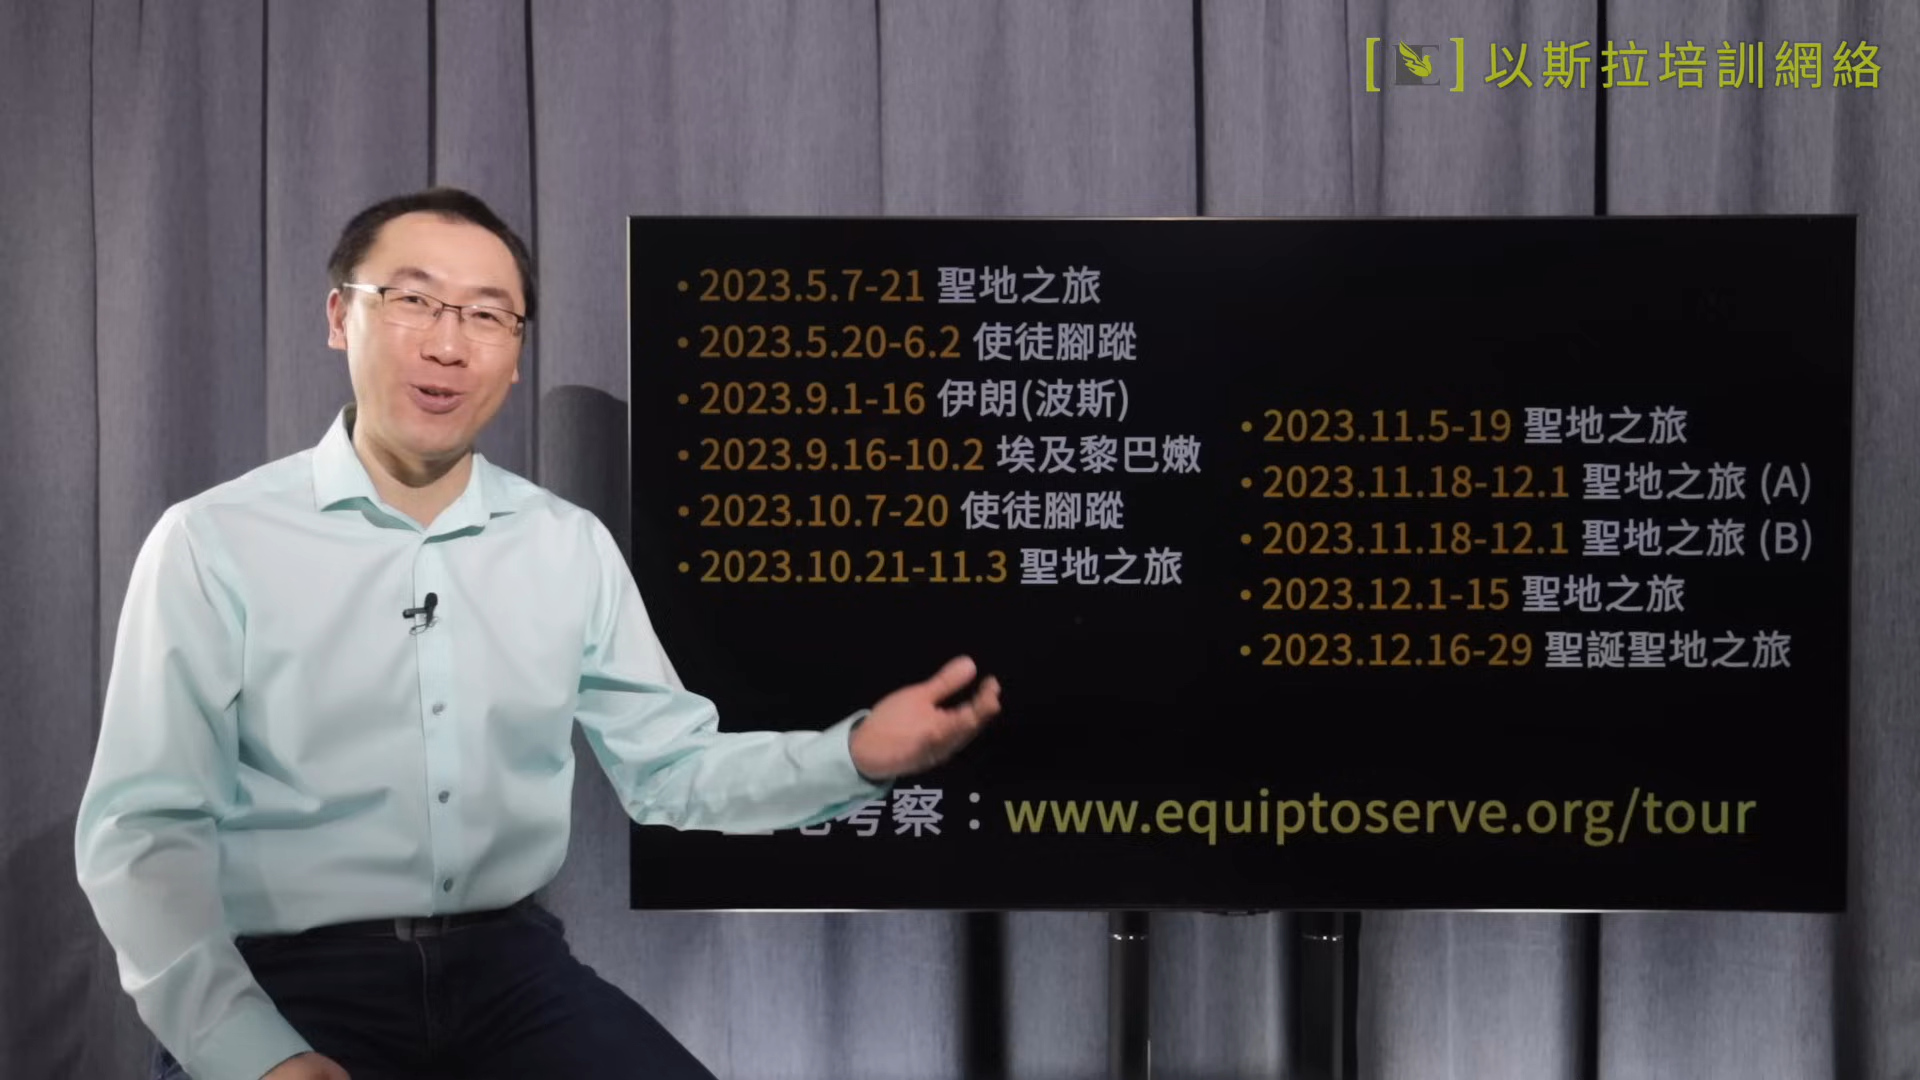 以斯拉培訓網絡
• 2023.5.7-21 聖地之旅
• 2023.5.20-6.2 使徒腳蹤
• 2023.9.1-16 伊朗(波斯)
• 2023.9.16-10.2 埃及黎巴嫩
• 2023.10.7-20 使徒腳蹤
• 2023.10.21-11.3 聖地之旅
• 2023.11.5-19 聖地之旅
• 2023.11.18-12.1 聖地之旅 (A)
• 2023.11.18-12.1 聖地之旅 (B)
• 2023.12.1-15 聖地之旅
• 2023.12.16-29 聖誕聖地之旅
考察：www.equiptoserve.org/tour